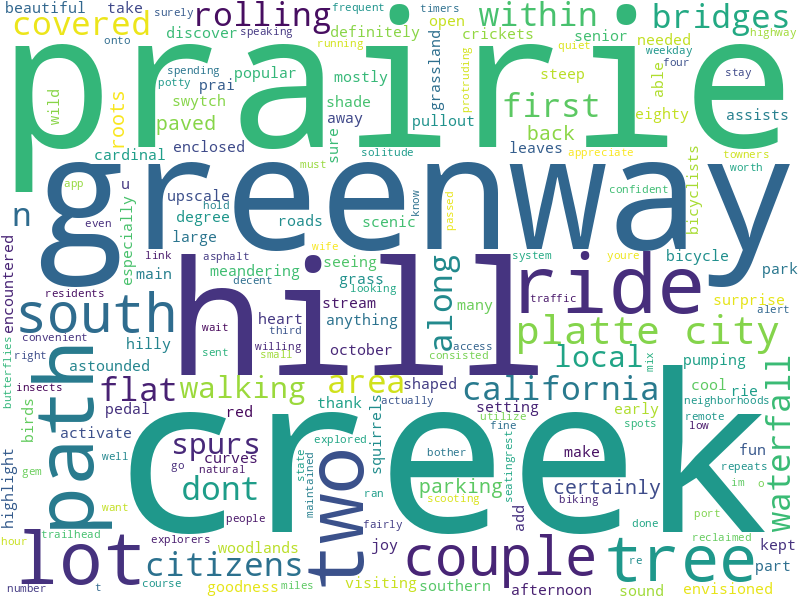 beautiful take surely frequent timers
covered onto speaking rolling within bridges
discover definitely open senior needed highway
spending running crickets weekday four
prairie
wild potty popular mostly grassland protruding quiet steep able stay
roots prai swytch shade first eighty assists
paved away pullout back
cardinal enclosed sure solitude leaves appreciate towners
greenway
app u upscale hold know passed confident worth
n even especially degree roads scenic bicyclists
encountered link large asphalt seeing system youre bicycle park
main meandering decent grass looking wife along many
residents hill ride traffic surprise
south convenient wait heart stream anything access consisted platte city alert
butterflies right hilly sent third willing october local mix
astounded small pumping
path insects flat walking area shaped california cool rie
pedal red thank actually setting utilize early neighborhoods remote low
birds activate curves squirrels explored bother fine spots waterfall
highlight well spurs go natural state make fun
gem dont maintained seatingrest certainly repeats
want people two ran parking biking im o
creek
hour trailhead explorers fairly scooting add done port
lot woodlands joy couple sound re tree reclaimed kept
citizens goodness visiting southern afternoon part
number t course miles must envisioned